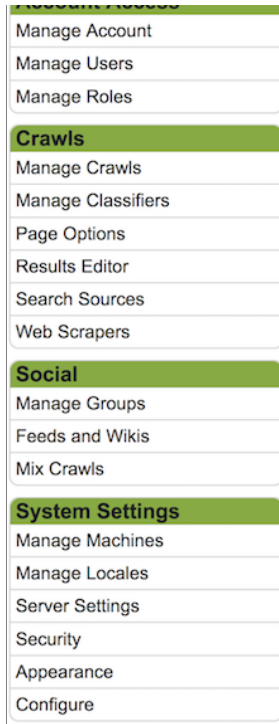 Account Access
Manage Account
Manage Users
Manage Roles
Crawls
Manage Crawls
Manage Classifiers
Page Options
Results Editor
Search Sources
Web Scrapers
Social
Manage Groups
Feeds and Wikis
Mix Crawls
System Settings
Manage Machines
Manage Locales
Server Settings
Security
Appearance
Configure